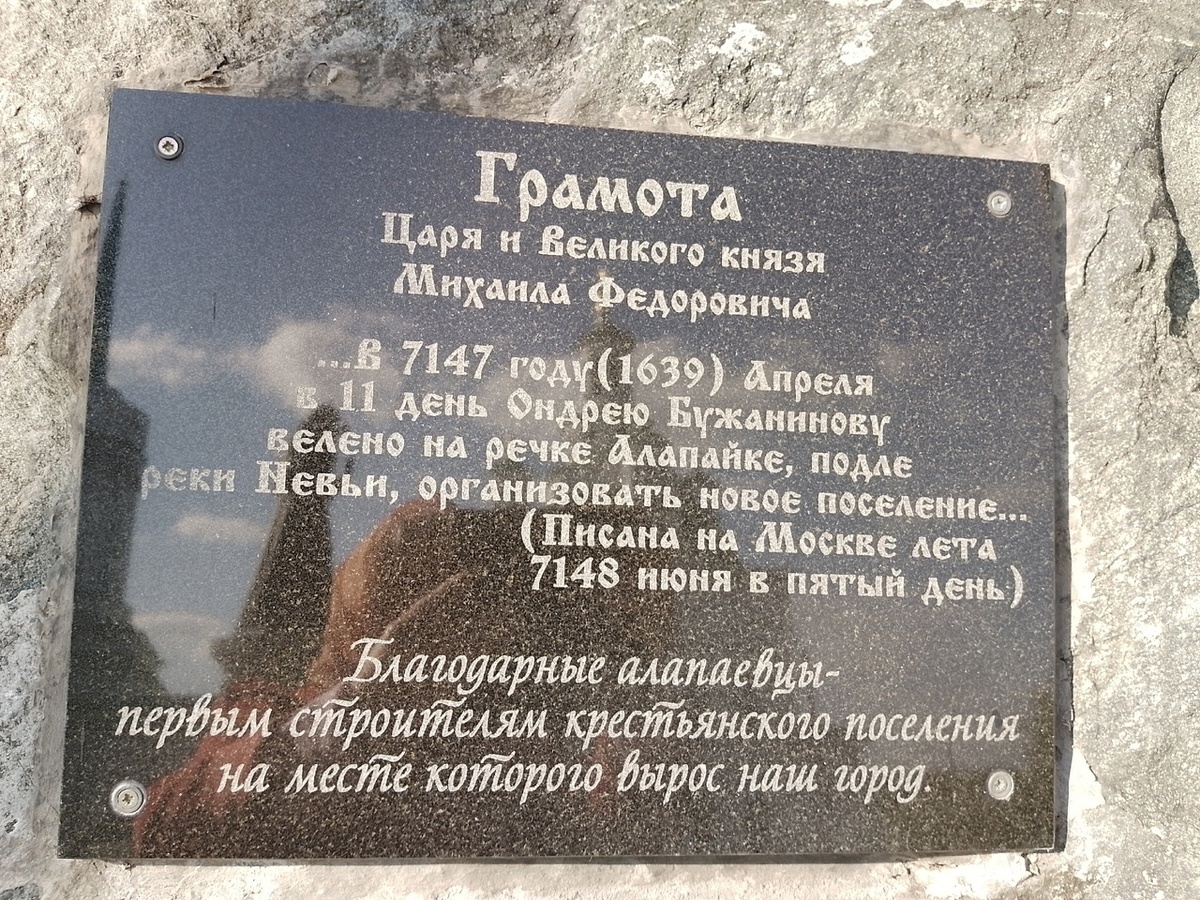 Грамота
Царя и Великого князя
Михаила Федоровича
...в 7147 году(1639) Апреля
в 11 день Ондрею Бужанинову
велено на речке Алапайке, подле
реки Невьи, организовать новое поселение...
(Писана на Москве лета
7148 июня в пятый день)
Благодарные алапаевцы-
первым строителям крестьянского поселения
на месте которого вырос наш город.